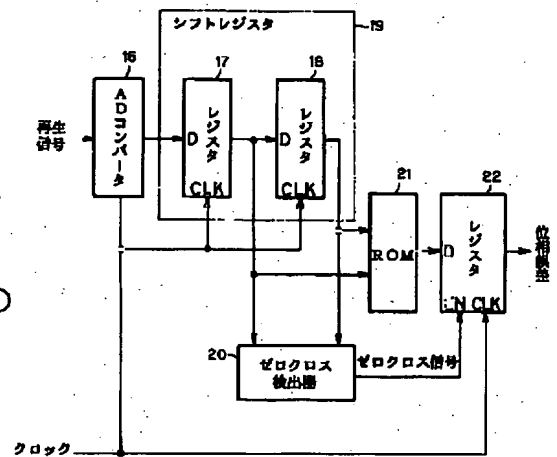 シフトレジスタ
19
16
17
18
ADコンバータ
レジスタ
D
CLK
レジスタ
D
CLK
再生
信号
21
22
ROM
レジスタ
D
CLK
位相誤差
20
ゼロクロス
検出器
ゼロクロス信号
クロック